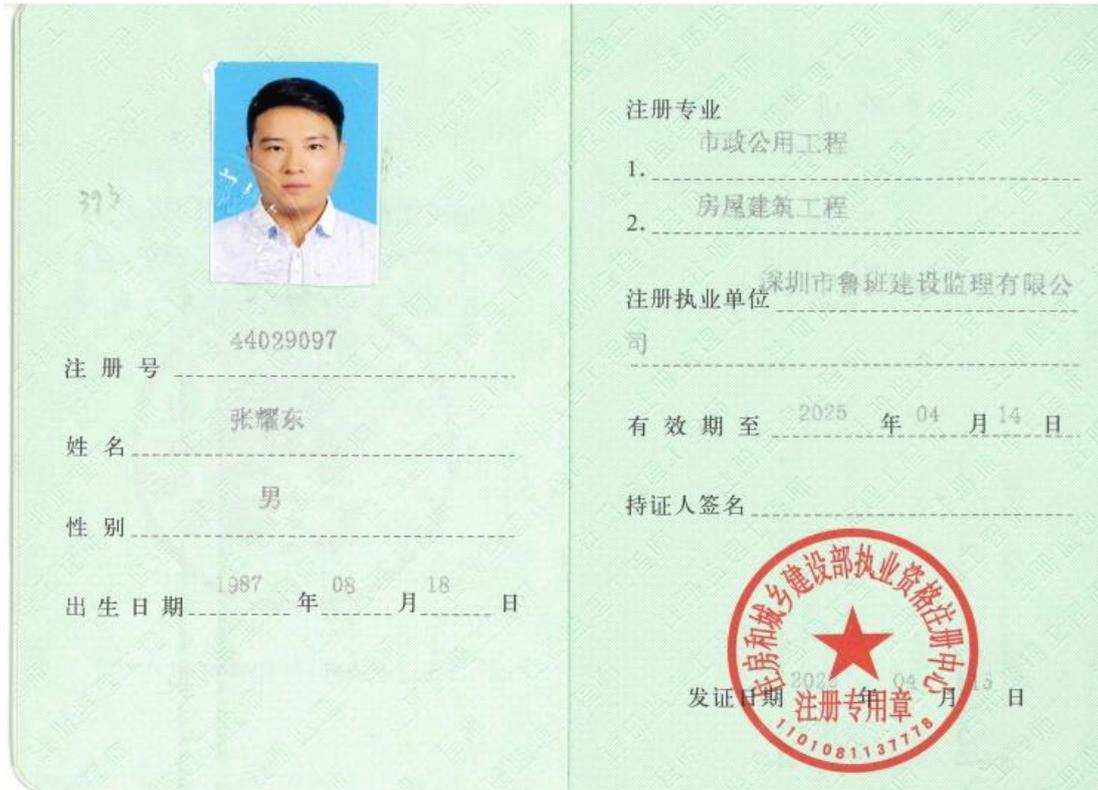 393
44029097
注册号
张耀东
姓名
男
性别
出生日期 1987 年 08 月 18 日
注册专业
1. 市政公用工程
2. 房屋建筑工程
注册执业单位 深圳市鲁班建设监理有限公
司
有效期至 2025 年 04 月 14 日
持证人签名
住房和城乡建设部执业资格注册中心
发证日期 年 04 月 日
注册专用章
1101081137778